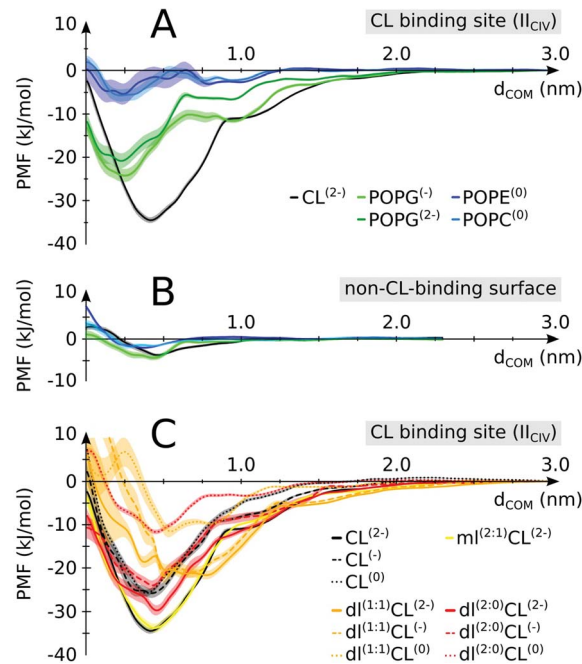 10
A
CL binding site (IICIV)
0
1.0
2.0
3.0
dCOM (nm)
-10
-20
-30
-40
PMF (kJ/mol)
CL(2-)
POPG(-)
POPE(0)
POPG(2-)
POPC(0)
10
B
non-CL-binding surface
0
1.0
2.0
3.0
dCOM (nm)
-10
PMF (kJ/mol)
10
C
CL binding site (IICIV)
0
1.0
2.0
3.0
dCOM (nm)
-10
-20
-30
-40
PMF (kJ/mol)
CL(2-)
ml(2:1)CL(2-)
CL(-)
CL(0)
dl(1:1)CL(2-)
dl(2:0)CL(2-)
dl(1:1)CL(-)
dl(2:0)CL(-)
dl(1:1)CL(0)
dl(2:0)CL(0)